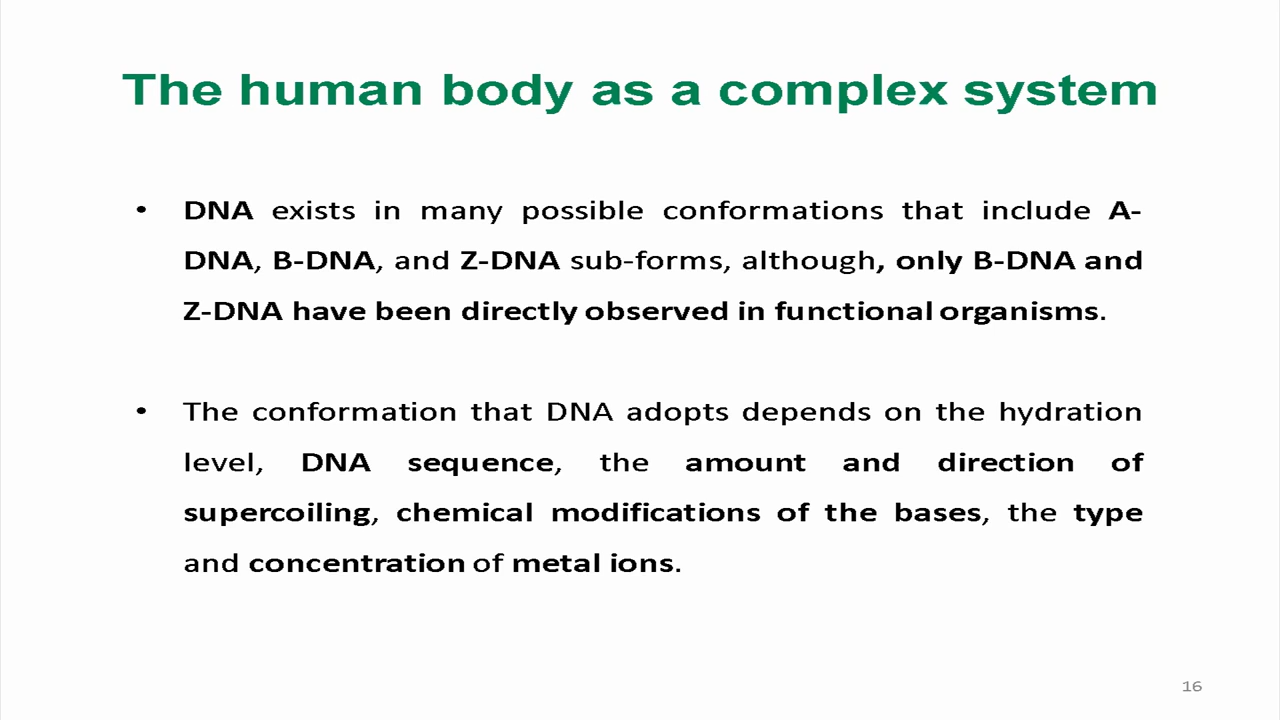 The human body as a complex system
• DNA exists in many possible conformations that include A-
DNA, B-DNA, and Z-DNA sub-forms, although, only B-DNA and
Z-DNA have been directly observed in functional organisms.
• The conformation that DNA adopts depends on the hydration
level, DNA sequence, the amount and direction of
supercoiling, chemical modifications of the bases, the type
and concentration of metal ions.
16